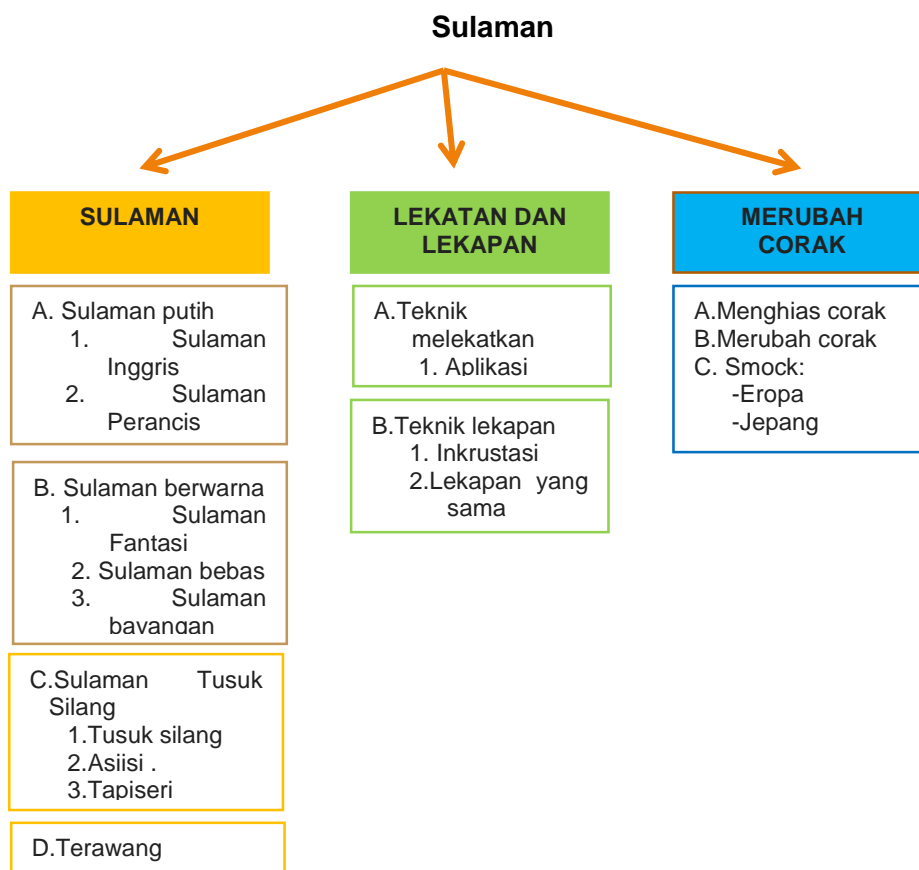 Sulaman
SULAMAN
A. Sulaman putih
1. Sulaman
Inggris
2. Sulaman
Perancis
B. Sulaman berwarna
1. Sulaman
Fantasi
2. Sulaman bebas
3. Sulaman
bayangan
C.Sulaman Tusuk
Silang
1.Tusuk silang
2.Asiisi .
3.Tapiseri
D.Terawang
LEKATAN DAN
LEKAPAN
A.Teknik
melekatkan
1. Aplikasi
B.Teknik lekapan
1. Inkrustasi
2.Lekapan yang
sama
MERUBAH
CORAK
A.Menghias corak
B.Merubah corak
C. Smock:
-Eropa
-Jepang